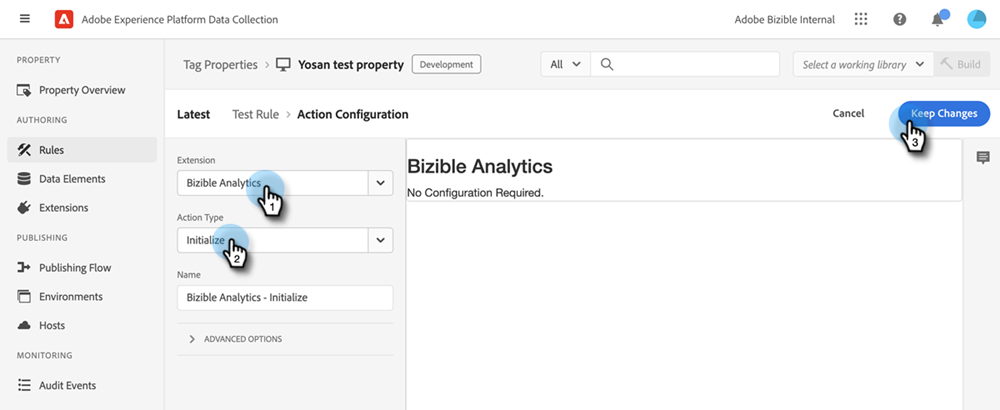 Adobe Experience Platform Data Collection
Adobe Bizible Internal
PROPERTY
Property Overview
AUTHORING
Rules
Data Elements
Extensions
PUBLISHING
Publishing Flow
Environments
Hosts
MONITORING
Audit Events
Tag Properties > Yosan test property Development
All
Select a working library
Build
Latest Test Rule > Action Configuration
Cancel
Keep Changes
3
Extension
Bizible Analytics
1
Action Type
Initialize
2
Name
Bizible Analytics - Initialize
ADVANCED OPTIONS
Bizible Analytics
No Configuration Required.